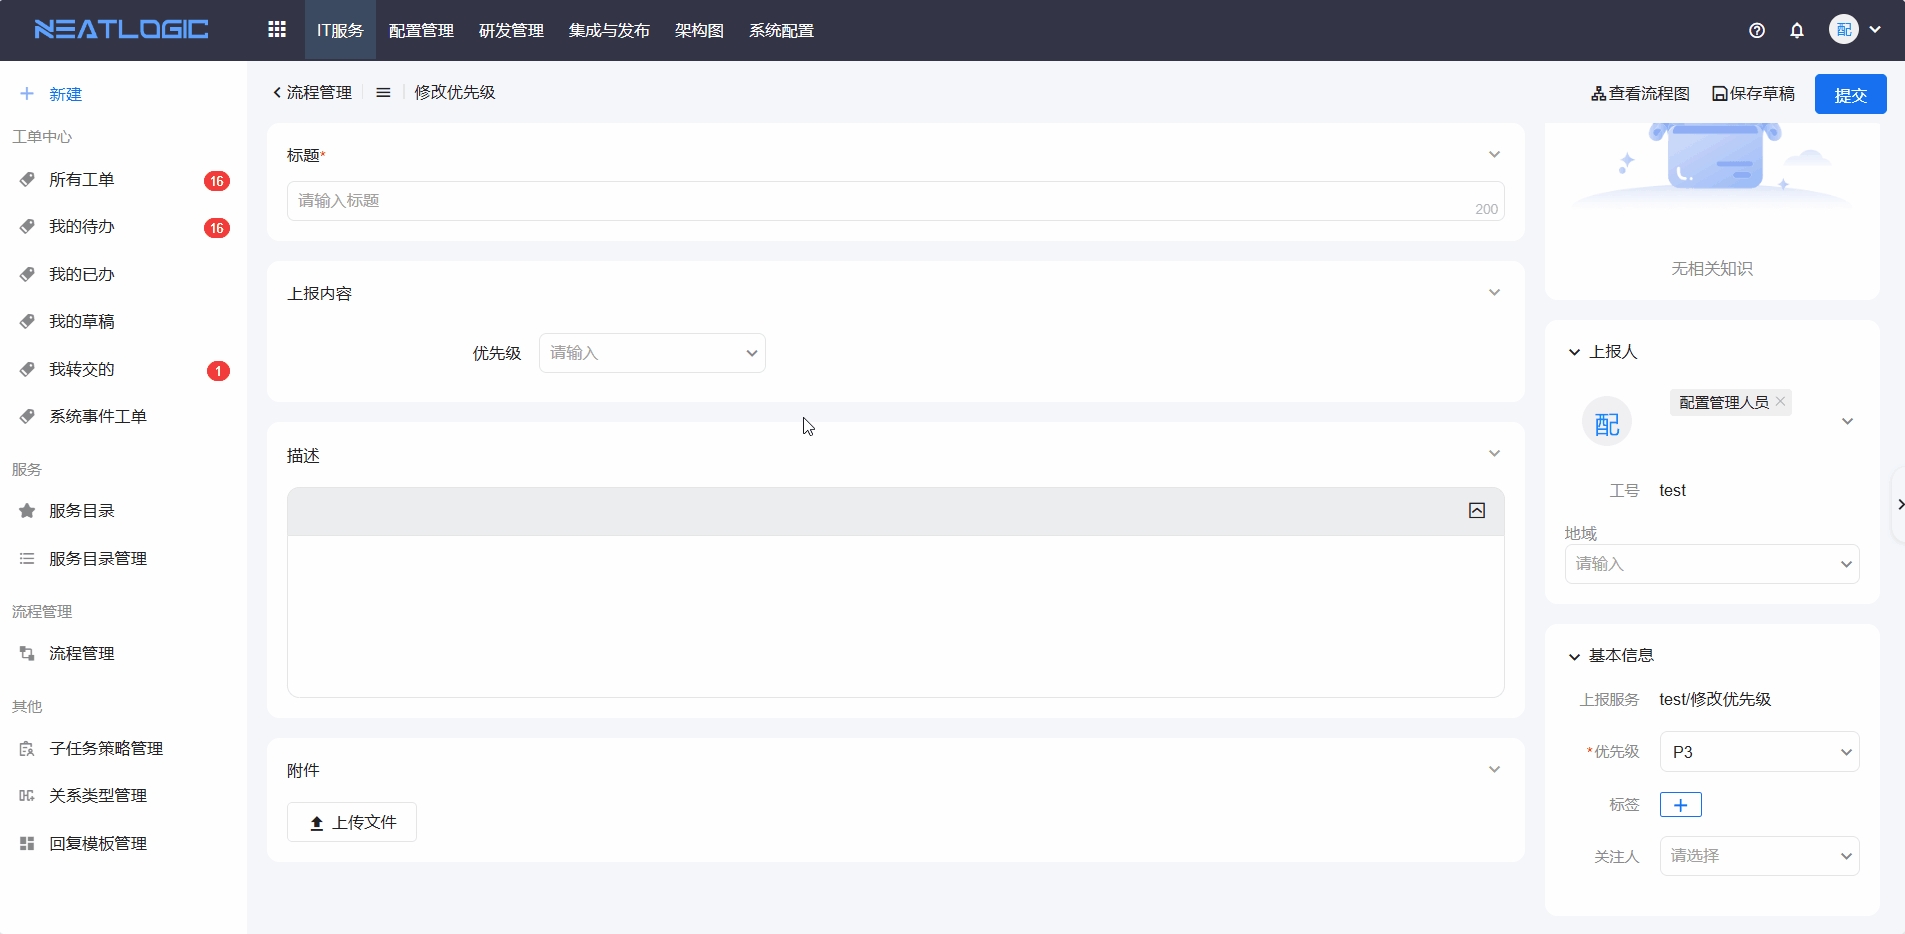 NEATLOGIC
IT服务
配置管理
研发管理
集成与发布
架构图
系统配置
配
新建
工单中心
所有工单
16
我的待办
16
我的已办
我的草稿
我转交的
1
系统事件工单
服务
服务目录
服务目录管理
流程管理
流程管理
其他
子任务策略管理
关系类型管理
回复模板管理
流程管理
修改优先级
查看流程图
保存草稿
提交
标题*
请输入标题
200
上报内容
优先级
请输入
描述
附件
上传文件
无相关知识
上报人
配
配置管理人员
工号 test
地域
请输入
基本信息
上报服务 test/修改优先级
*优先级 P3
标签
关注人 请选择